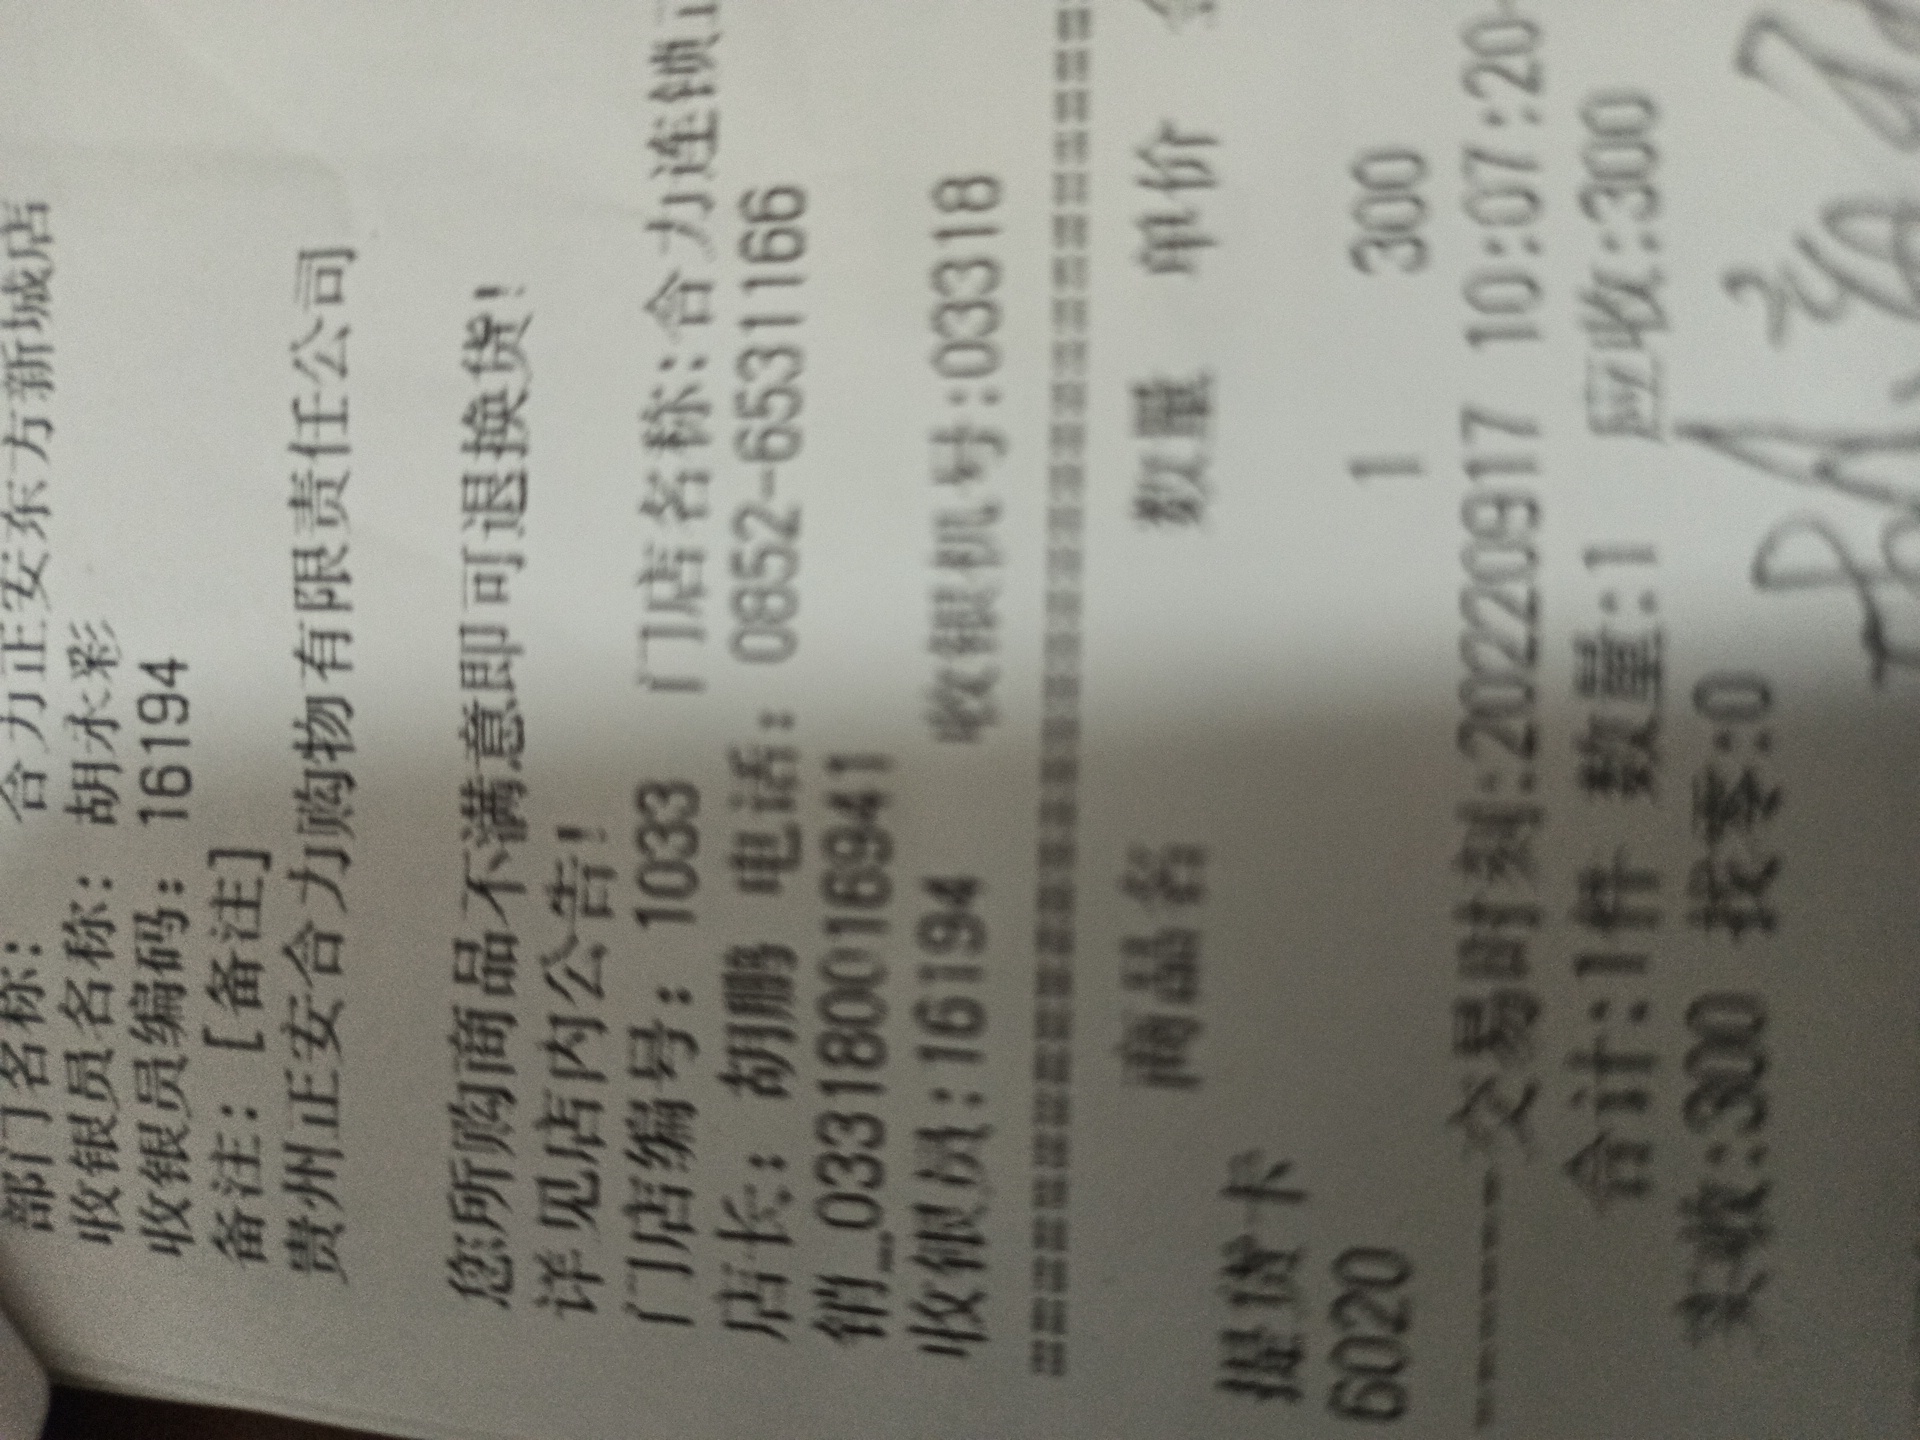 部门名称： 合力正安东方新城店
收银员名称： 胡永彩
收银员编码： 16194
备注：[备注]
贵州正安合力购物有限责任公司
您所购商品不满意即可退换货！
详见店内公告！
门店编号：1033 门店名称:合力连锁
店长：胡鹏 电话：0852-6531166
销_0331800016941
收银员:16194 收银机号:03318
商品名 数量 单价
提货卡
6020 1 300
交易时刻:20220917 10:07:20
合计:1件 数量:1 应收:300
实收:300 找零:0